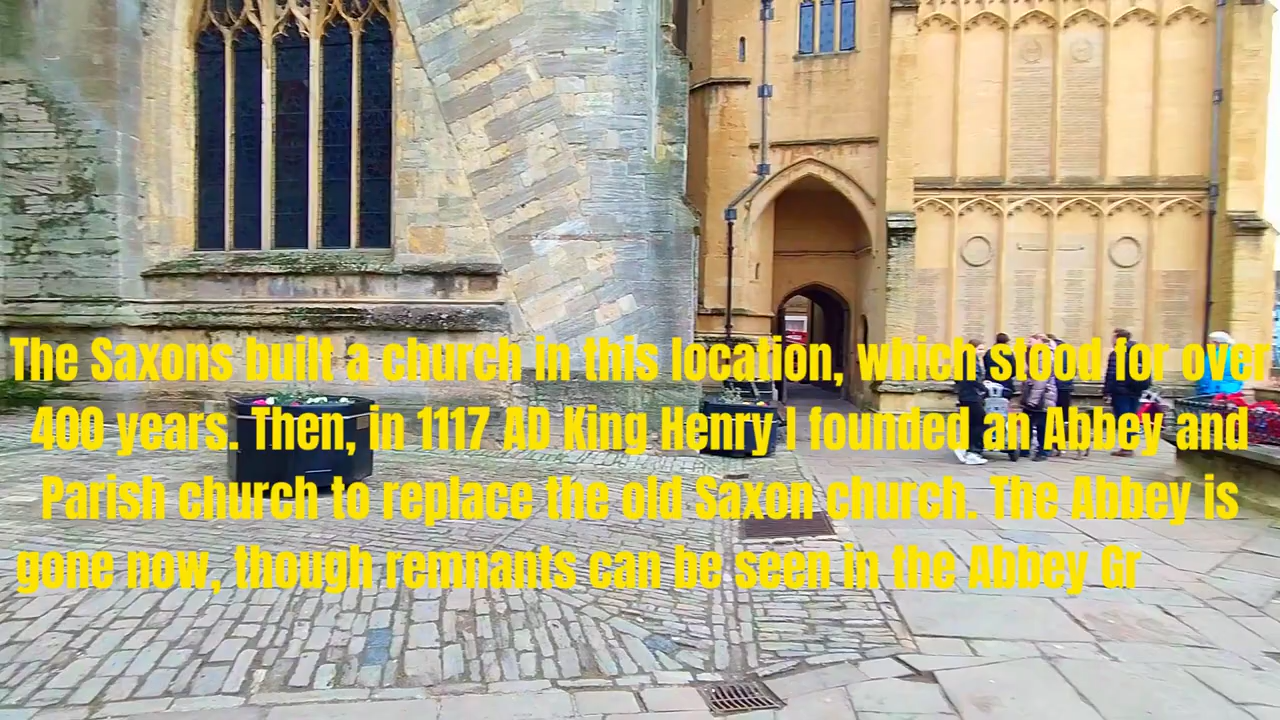 The Saxons built a church in this location, which stood for over
400 years. Then, in 1117 AD King Henry I founded an Abbey and
Parish church to replace the old Saxon church. The Abbey is
gone now, though remnants can be seen in the Abbey Gr